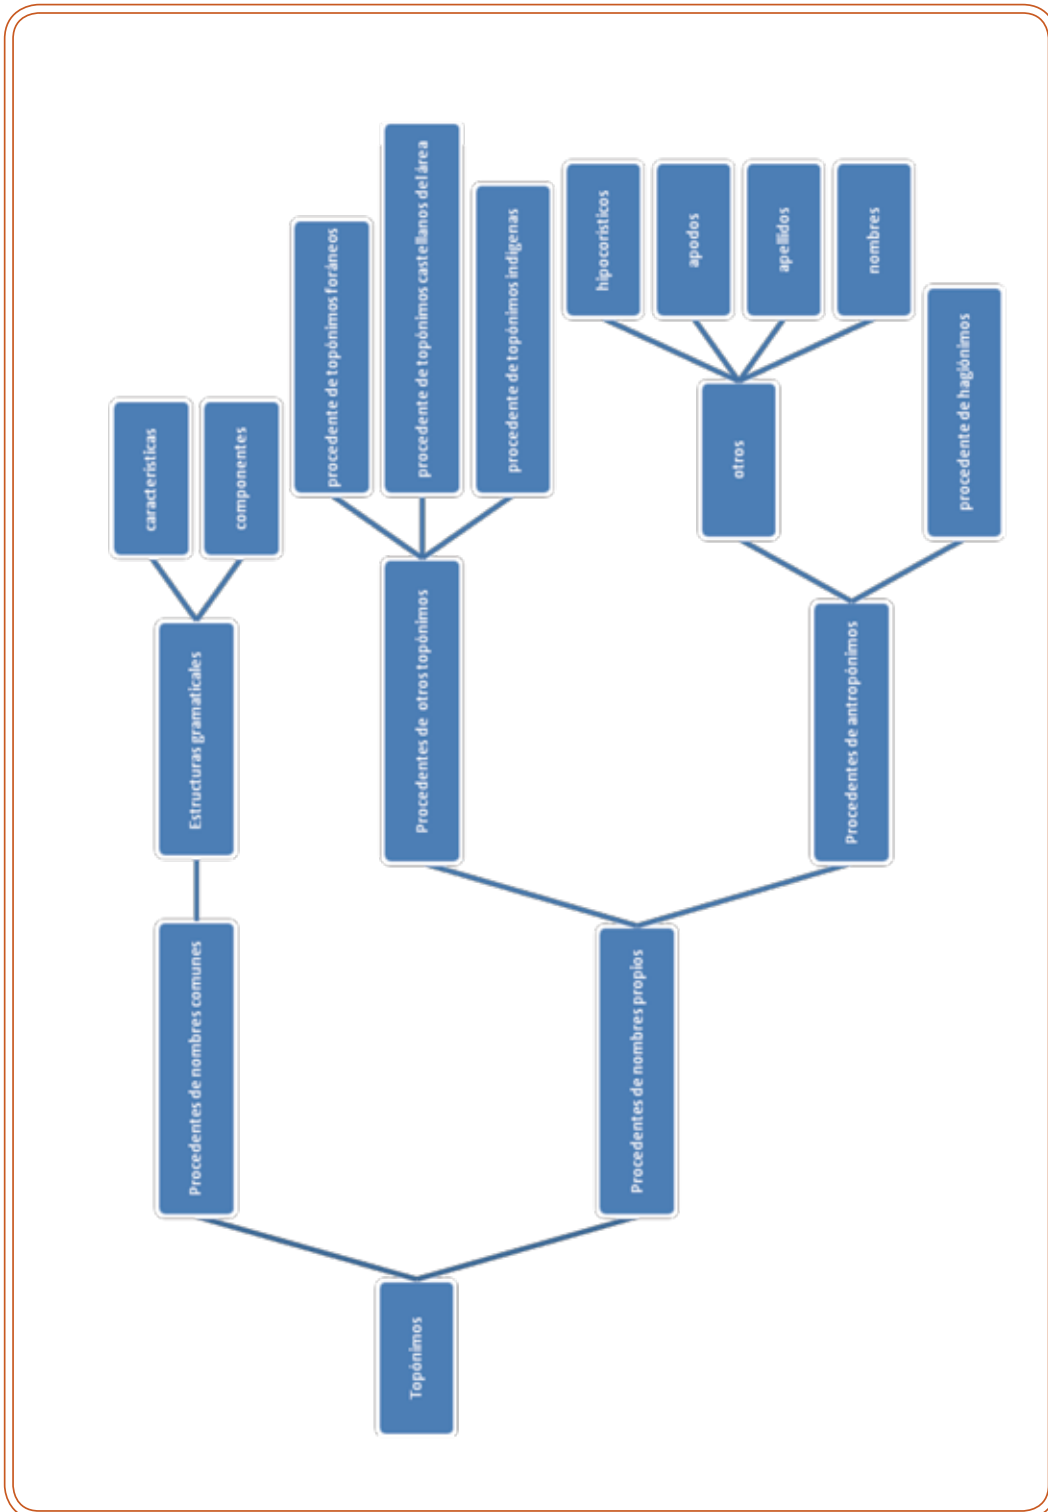 Topónimos
Procedentes de nombres comunes
Estructuras gramaticales
características
componentes
Procedentes de nombres propios
Procedentes de otros topónimos
procedente de topónimos foráneos
procedente de topónimos castellanos del área
procedente de topónimos indígenas
Procedentes de antropónimos
otros
hipocorísticos
apodos
apellidos
nombres
procedente de hagiónimos